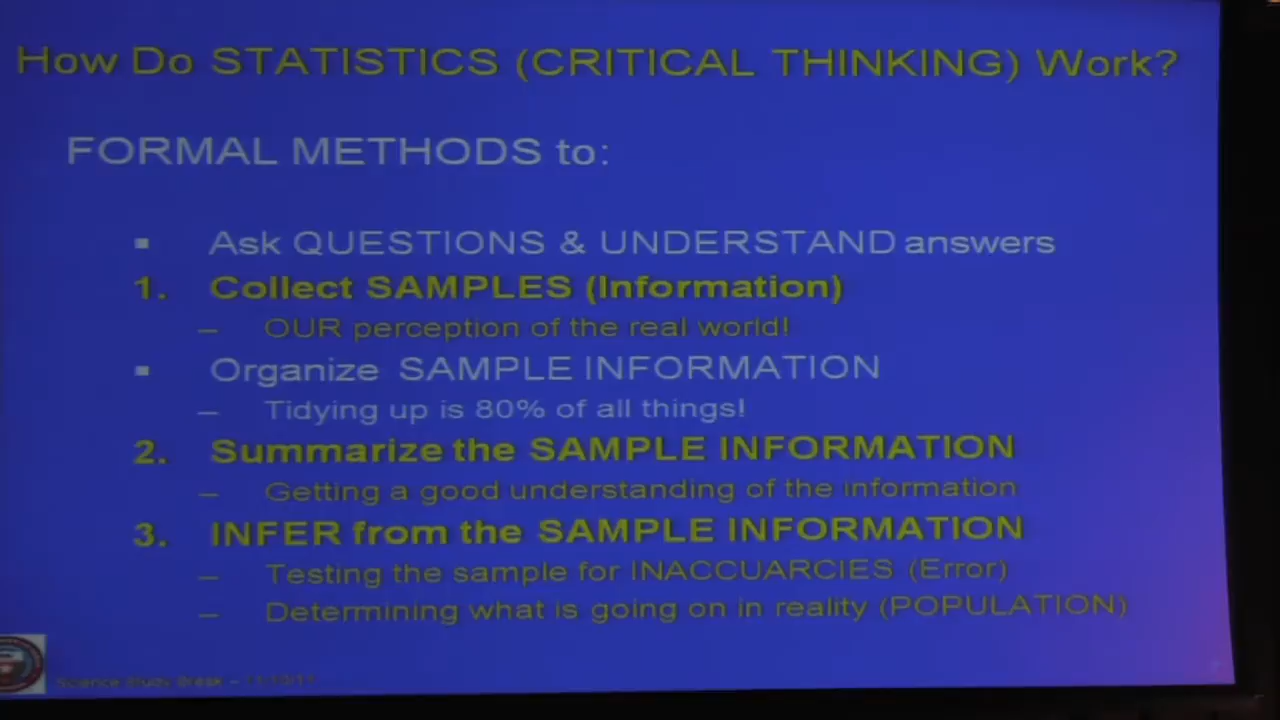 How Do STATISTICS (CRITICAL THINKING) Work?
FORMAL METHODS to:
▪ Ask QUESTIONS & UNDERSTAND answers
1. Collect SAMPLES (Information)
– OUR perception of the real world!
▪ Organize SAMPLE INFORMATION
– Tidying up is 80% of all things!
2. Summarize the SAMPLE INFORMATION
– Getting a good understanding of the information
3. INFER from the SAMPLE INFORMATION
– Testing the sample for INACCUARCIES (Error)
– Determining what is going on in reality (POPULATION)
Science Study Break –